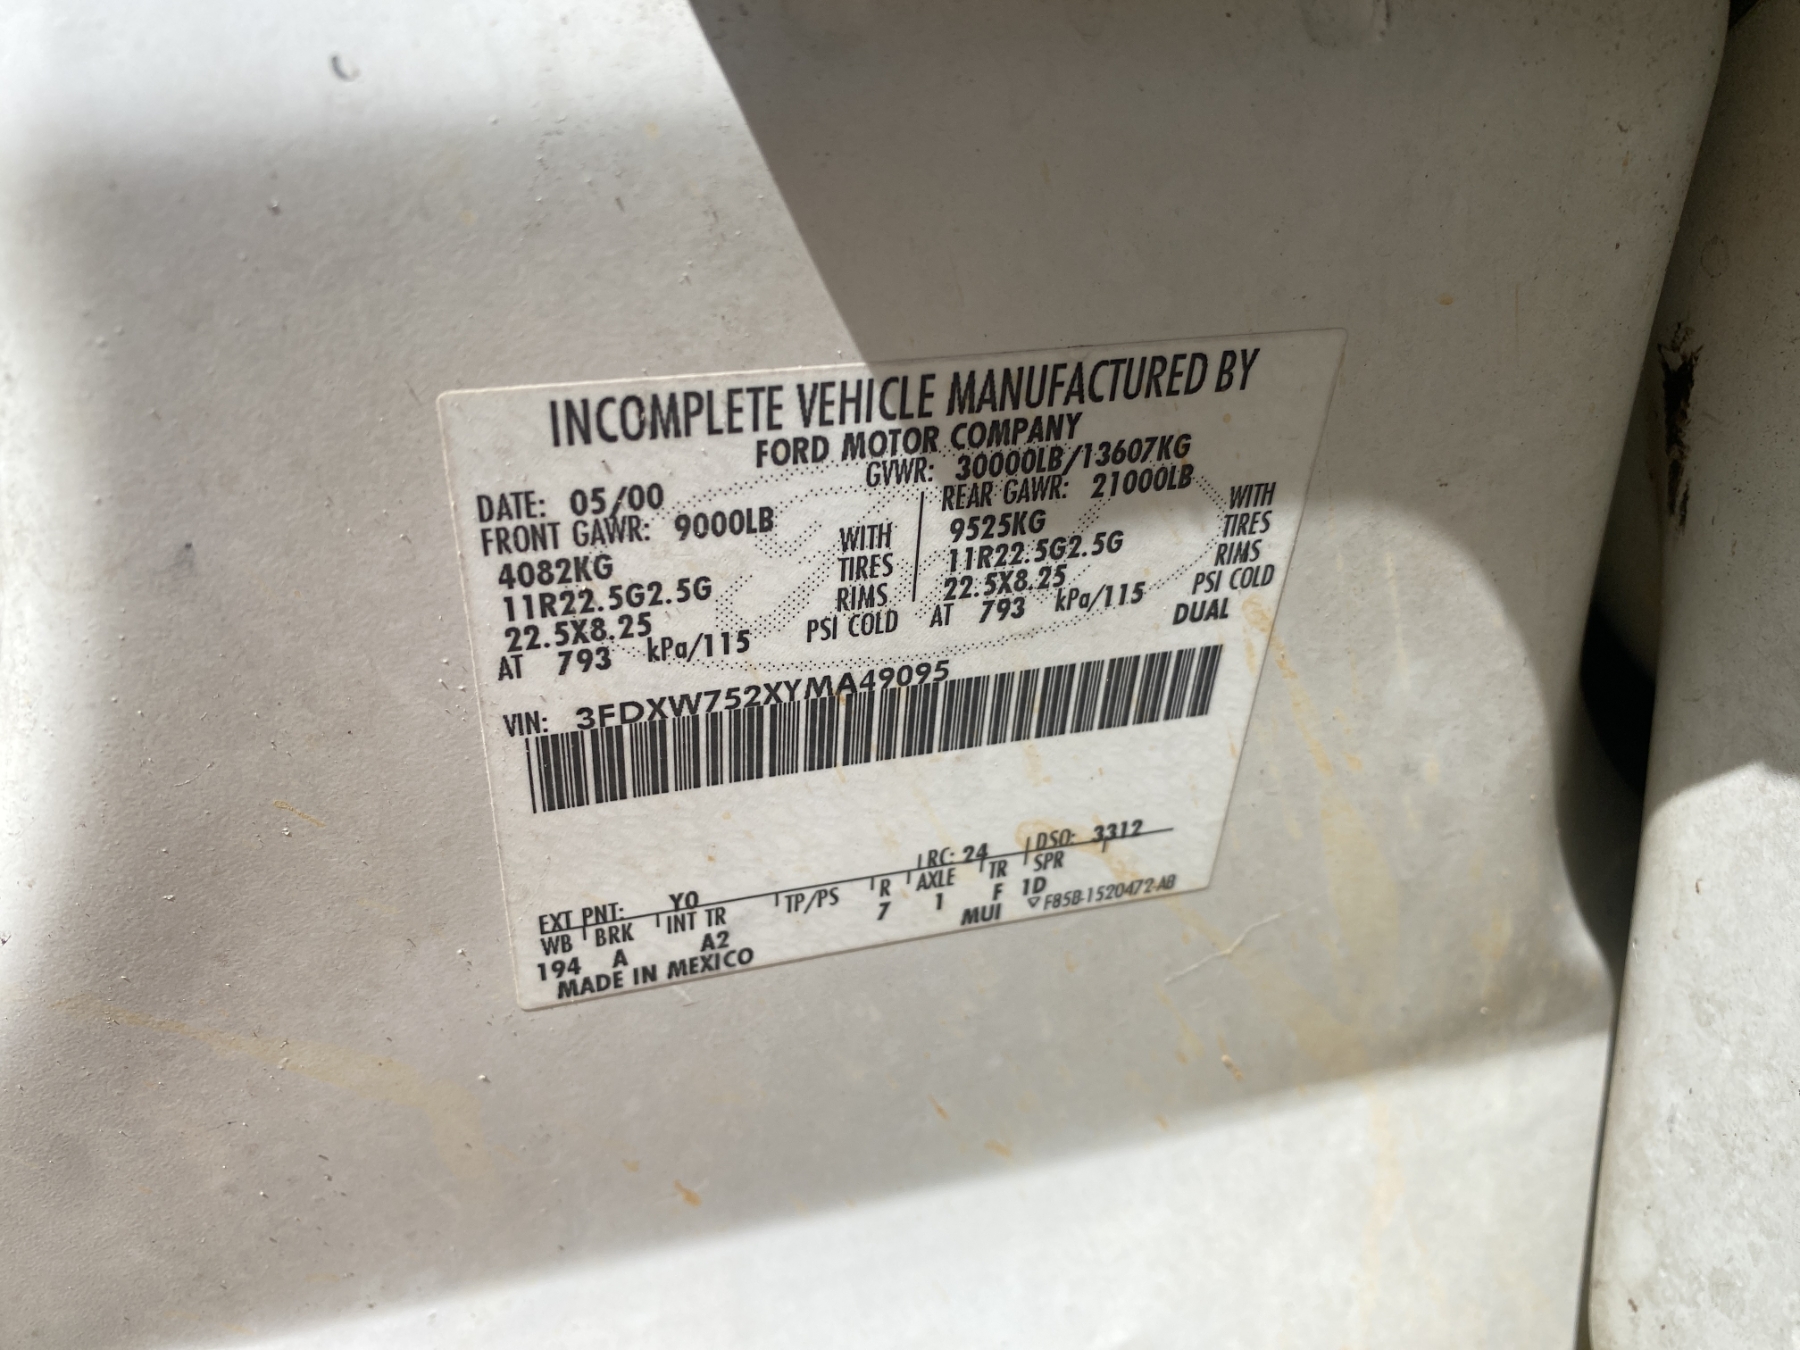 INCOMPLETE VEHICLE MANUFACTURED BY
FORD MOTOR COMPANY
DATE: 05/00 GVWR: 30000LB/13607KG
FRONT GAWR: 9000LB REAR GAWR: 21000LB
4082KG WITH 9525KG WITH
11R22.5G2.5G TIRES 11R22.5G2.5G TIRES
22.5X8.25 RIMS 22.5X8.25 RIMS
AT 793 kPa/115 PSI COLD AT 793 kPa/115 PSI COLD
DUAL
VIN: 3FDXW752XYMA49095
EXT PNT: Y0 RC: 24 DSO: 3312
WB BRK INT TR TP/PS R AXLE TR SPR
194 A A2 7 1 F 1D
MADE IN MEXICO MUI F85B-1520472-AB